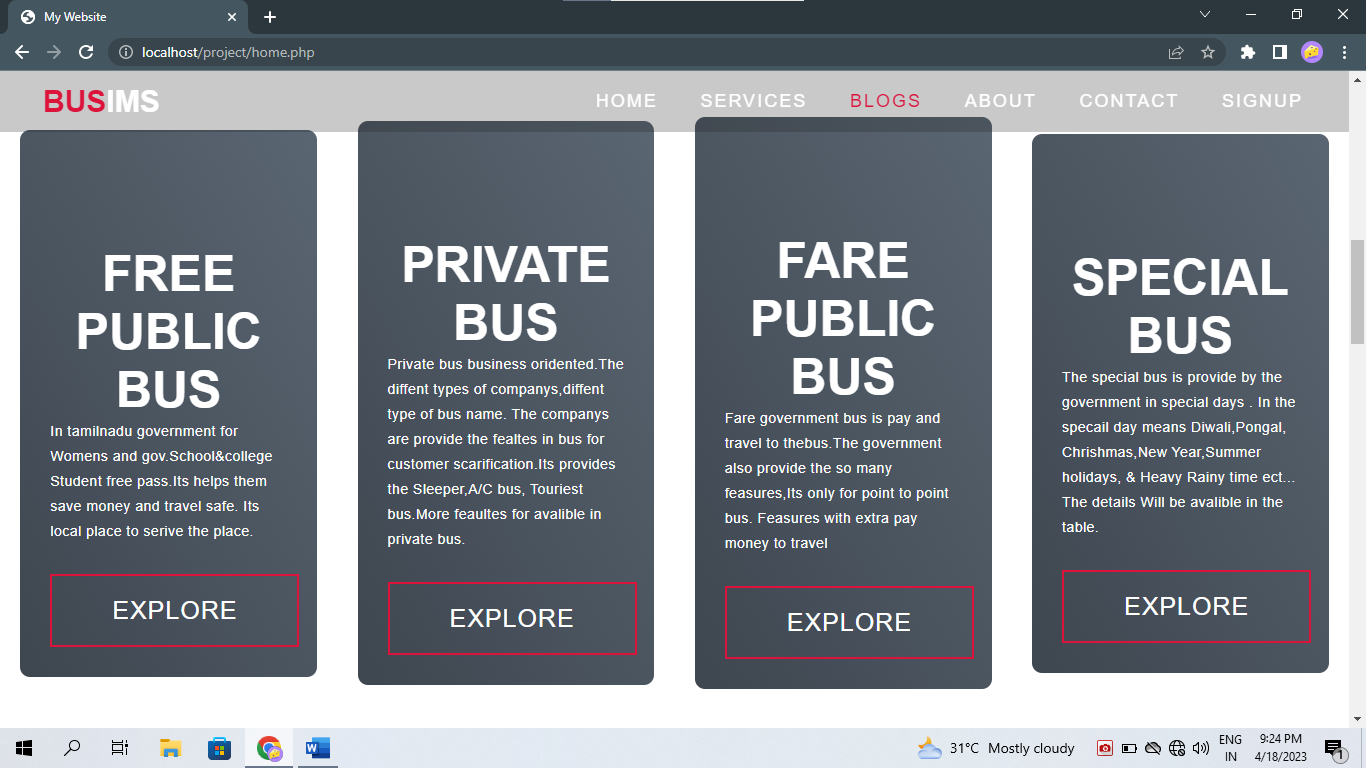 My Website
localhost/project/home.php
BUSIMS
HOME SERVICES BLOGS ABOUT CONTACT SIGNUP
FREE
PUBLIC
BUS
In tamilnadu government for
Womens and gov.School&college
Student free pass.Its helps them
save money and travel safe. Its
local place to serive the place.
EXPLORE
PRIVATE
BUS
Private bus business oridented.The
diffent types of companys,diffent
type of bus name. The companys
are provide the fealtes in bus for
customer scarification.Its provides
the Sleeper,A/C bus, Touriest
bus.More feaultes for avalible in
private bus.
EXPLORE
FARE
PUBLIC
BUS
Fare government bus is pay and
travel to thebus.The government
also provide the so many
feasures,Its only for point to point
bus. Feasures with extra pay
money to travel
EXPLORE
SPECIAL
BUS
The special bus is provide by the
government in special days . In the
specail day means Diwali,Pongal,
Chrishmas,New Year,Summer
holidays, & Heavy Rainy time ect...
The details Will be avalible in the
table.
EXPLORE
31°C Mostly cloudy
ENG
IN
9:24 PM
4/18/2023
1